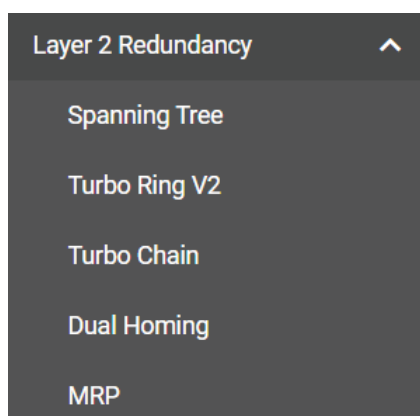 Layer 2 Redundancy
Spanning Tree
Turbo Ring V2
Turbo Chain
Dual Homing
MRP